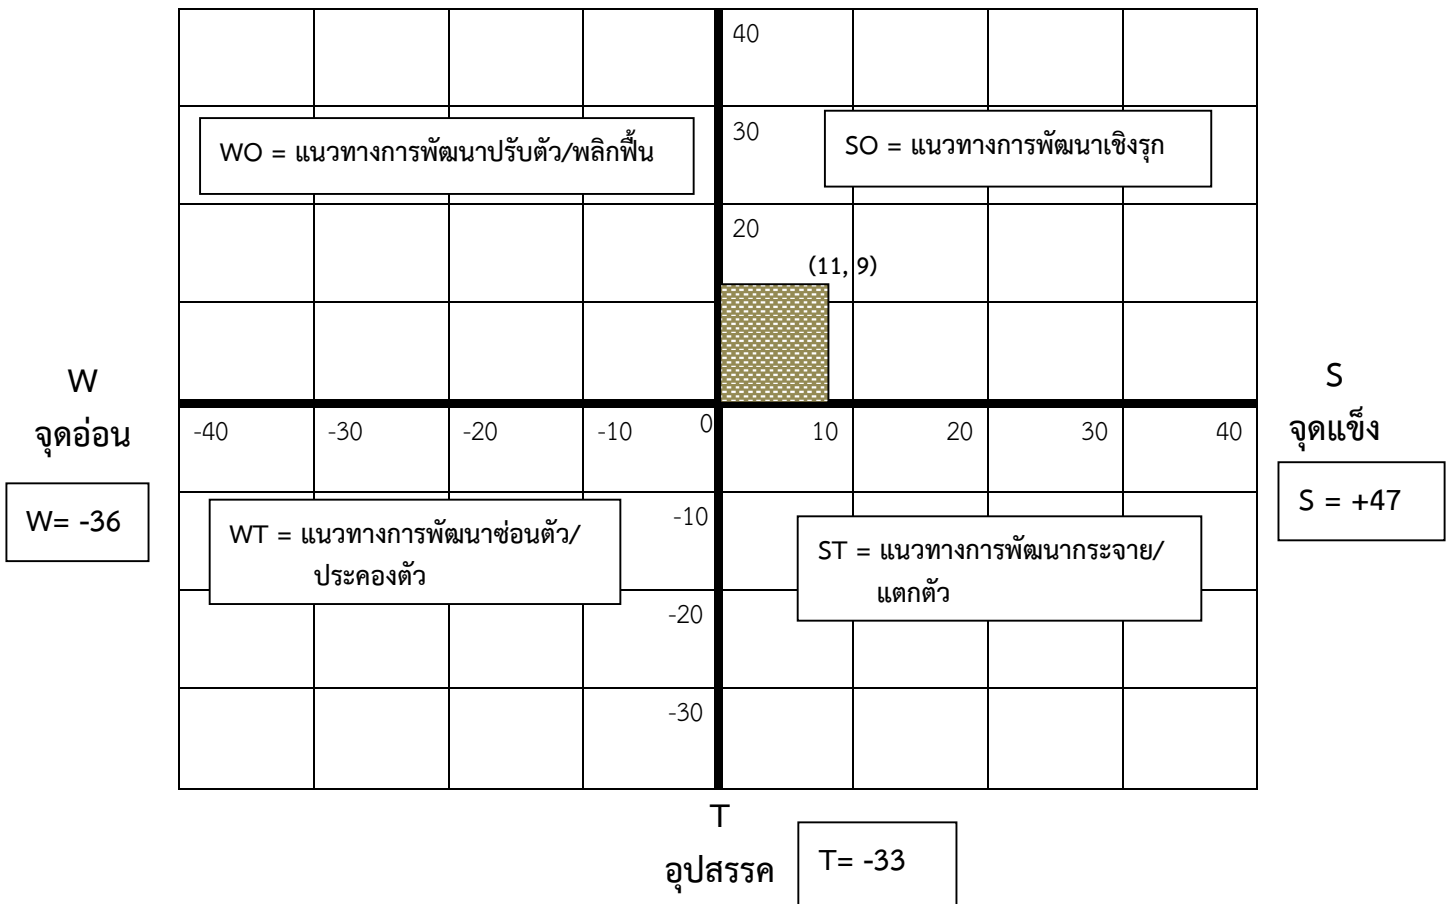 40
30
WO = แนวทางการพัฒนาปรับตัว/พลิกฟื้น
SO = แนวทางการพัฒนาเชิงรุก
20
(11, 9)
W
จุดอ่อน
W= -36
S
จุดแข็ง
S = +47
-40 -30 -20 -10 0 10 20 30 40
-10
WT = แนวทางการพัฒนาซ่อนตัว/
ประคองตัว
ST = แนวทางการพัฒนากระจาย/
แตกตัว
-20
-30
T
อุปสรรค
T= -33